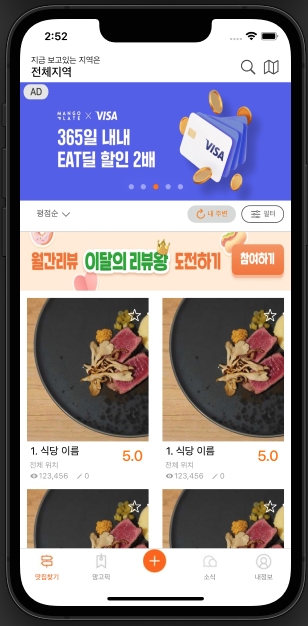 2:52
지금 보고있는 지역은
전체지역
AD
MANGO PLATE X VISA
365일 내내
EAT딜 할인 2배
VISA
평점순
내 주변
필터
월간리뷰 이달의 리뷰왕 도전하기 참여하기
1. 식당 이름 5.0
전체 위치
123,456 0
1. 식당 이름 5.0
전체 위치
123,456 0
맛집찾기
망고픽
+
소식
내정보